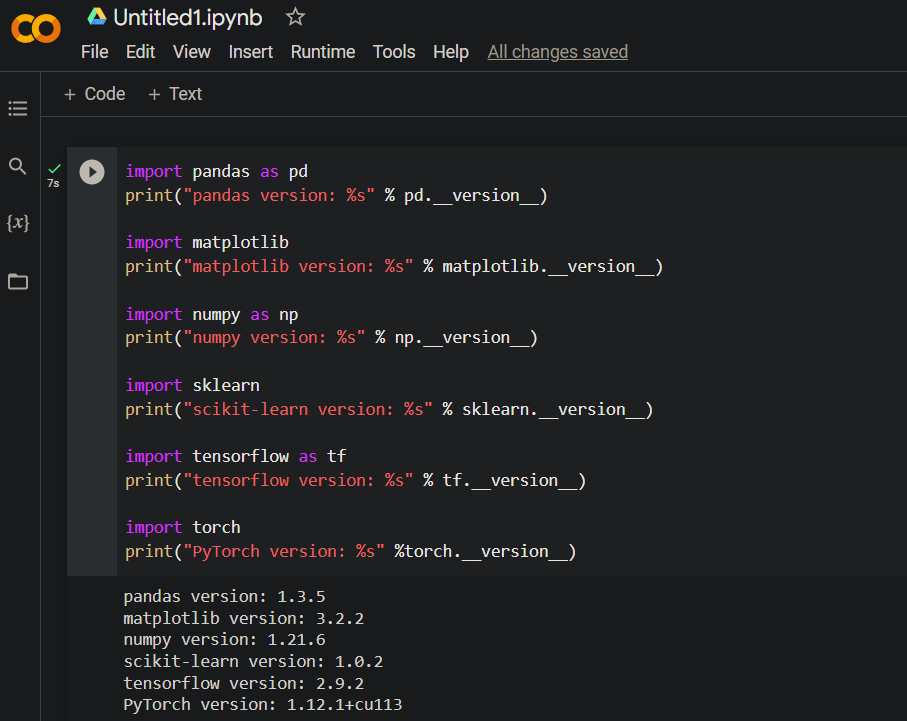 Untitled1.ipynb
File Edit View Insert Runtime Tools Help All changes saved
+ Code + Text
7s
{x}
import pandas as pd
print("pandas version: %s" % pd.__version__)
import matplotlib
print("matplotlib version: %s" % matplotlib.__version__)
import numpy as np
print("numpy version: %s" % np.__version__)
import sklearn
print("scikit-learn version: %s" % sklearn.__version__)
import tensorflow as tf
print("tensorflow version: %s" % tf.__version__)
import torch
print("PyTorch version: %s" %torch.__version__)
pandas version: 1.3.5
matplotlib version: 3.2.2
numpy version: 1.21.6
scikit-learn version: 1.0.2
tensorflow version: 2.9.2
PyTorch version: 1.12.1+cu113